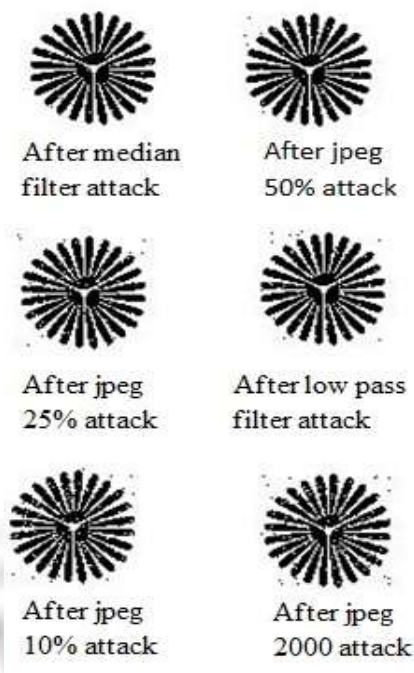 After median
filter attack
After jpeg
50% attack
After jpeg
25% attack
After low pass
filter attack
After jpeg
10% attack
After jpeg
2000 attack